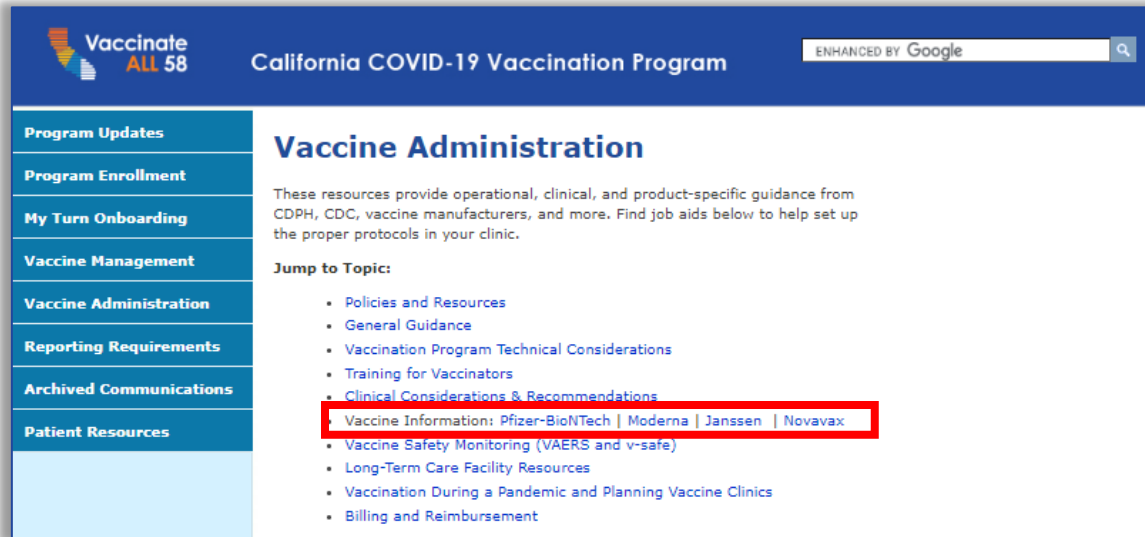 Vaccinate
ALL 58
California COVID-19 Vaccination Program
ENHANCED BY Google
Program Updates
Program Enrollment
My Turn Onboarding
Vaccine Management
Vaccine Administration
Reporting Requirements
Archived Communications
Patient Resources
Vaccine Administration
These resources provide operational, clinical, and product-specific guidance from
CDPH, CDC, vaccine manufacturers, and more. Find job aids below to help set up
the proper protocols in your clinic.
Jump to Topic:
• Policies and Resources
• General Guidance
• Vaccination Program Technical Considerations
• Training for Vaccinators
• Clinical Considerations & Recommendations
• Vaccine Information: Pfizer-BioNTech | Moderna | Janssen | Novavax
• Vaccine Safety Monitoring (VAERS and v-safe)
• Long-Term Care Facility Resources
• Vaccination During a Pandemic and Planning Vaccine Clinics
• Billing and Reimbursement